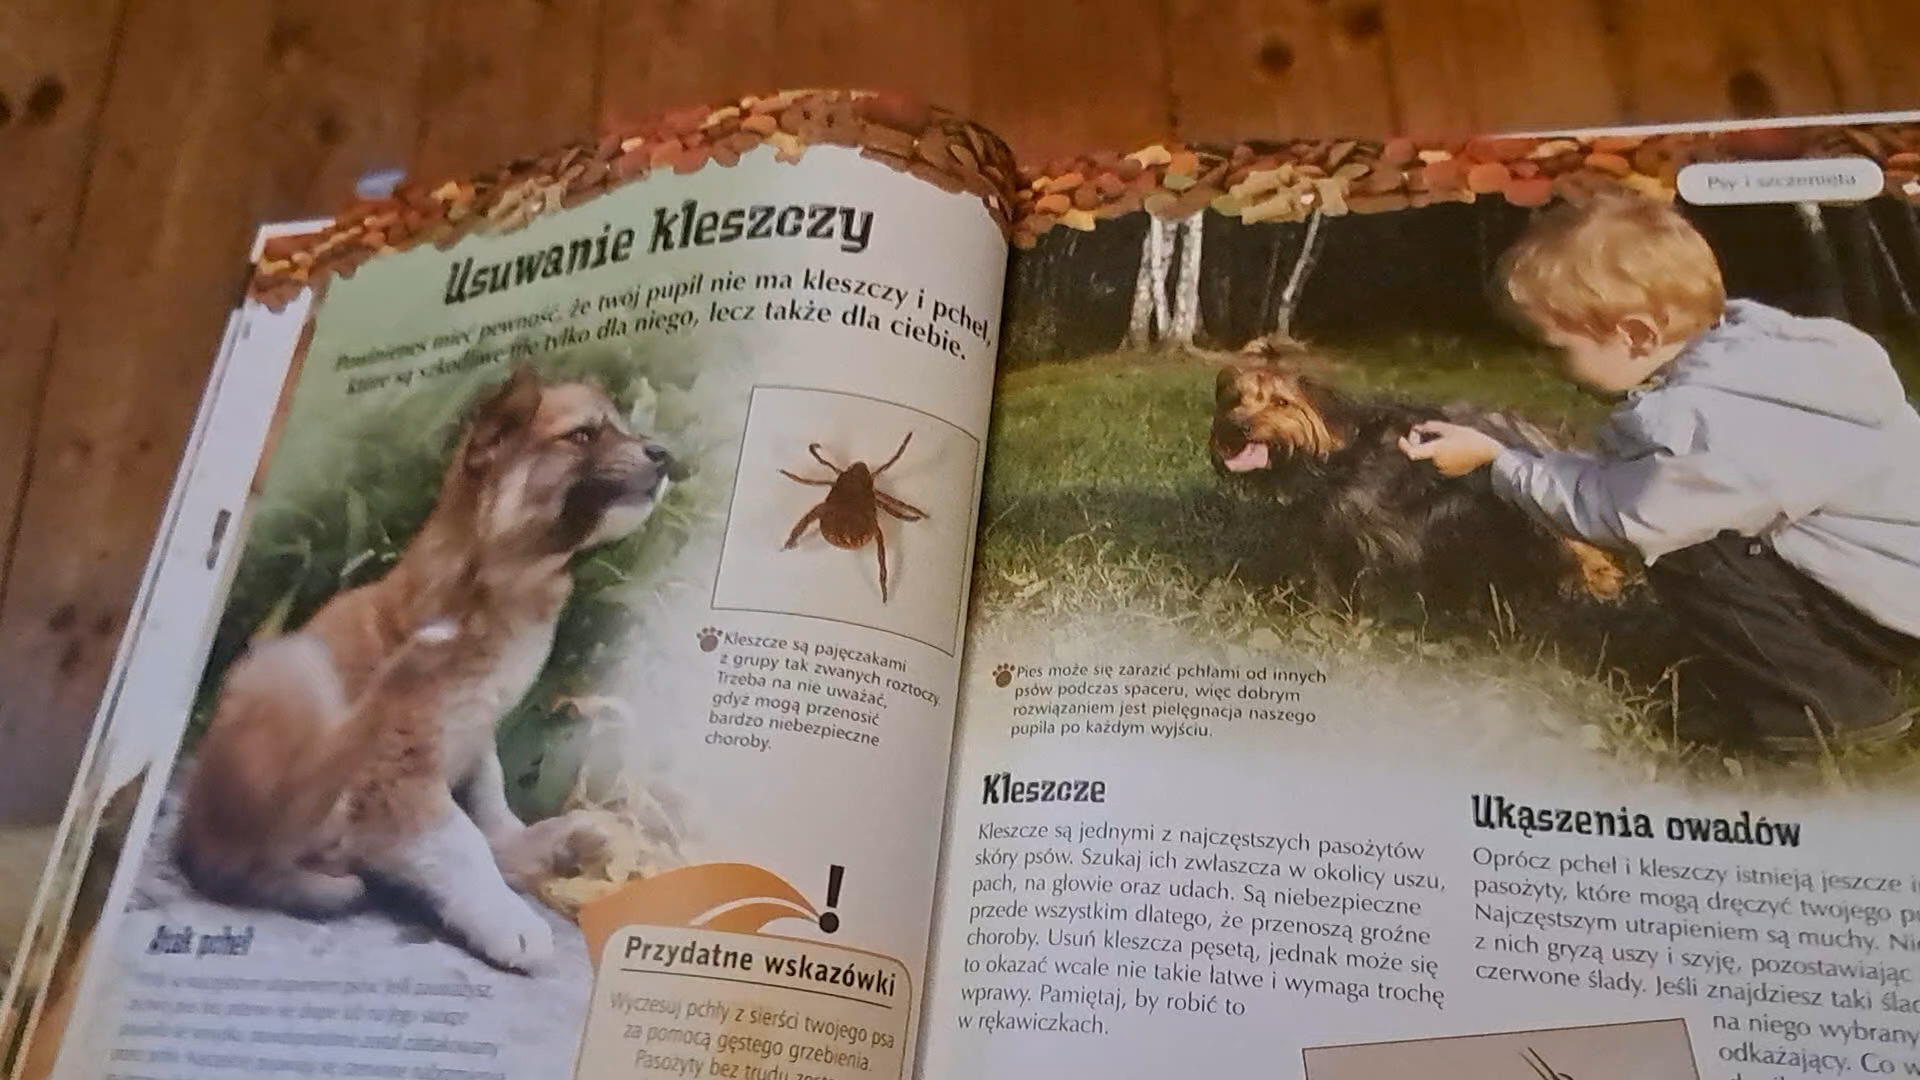 Usuwanie kleszczy
Powinieneś mieć pewność, że twój pupil nie ma kleszczy i pcheł,
które są szkodliwe nie tylko dla niego, lecz także dla ciebie.
Kleszcze są pajęczakami
z grupy tak zwanych roztoczy.
Trzeba na nie uważać,
gdyż mogą przenosić
bardzo niebezpieczne
choroby.
Atak pcheł
Przydatne wskazówki
Wyczesuj pchły z sierści twojego psa
za pomocą gęstego grzebienia.
Pasożyty bez trudu
Psy i szczenięta
Pies może się zarazić pchłami od innych
psów podczas spaceru, więc dobrym
rozwiązaniem jest pielęgnacja naszego
pupila po każdym wyjściu.
Kleszcze
Kleszcze są jednymi z najczęstszych pasożytów
skóry psów. Szukaj ich zwłaszcza w okolicy uszu,
pach, na głowie oraz udach. Są niebezpieczne
przede wszystkim dlatego, że przenoszą groźne
choroby. Usuń kleszcza pęsetą, jednak może się
to okazać wcale nie takie łatwe i wymaga trochę
wprawy. Pamiętaj, by robić to
w rękawiczkach.
Ukąszenia owadów
Oprócz pcheł i kleszczy istnieją jeszcze
pasożyty, które mogą dręczyć twojego
Najczęstszym utrapieniem są muchy.
z nich gryzą uszy i szyję, pozostawiając
czerwone ślady. Jeśli znajdziesz taki
na niego wybrany
odkażający. Co